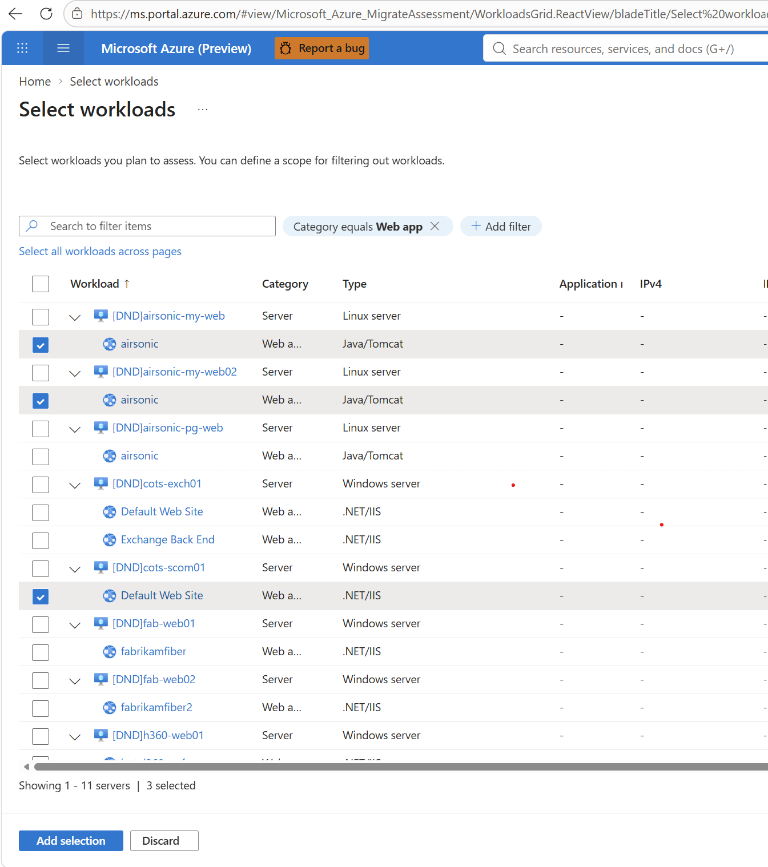 https://ms.portal.azure.com/#view/Microsoft_Azure_MigrateAssessment/WorkloadsGrid.ReactView/bladeTitle/Select%20workloa
Microsoft Azure (Preview) Report a bug Search resources, services, and docs (G+/)
Home > Select workloads
Select workloads ...
Select workloads you plan to assess. You can define a scope for filtering out workloads.
Search to filter items Category equals Web app Add filter
Select all workloads across pages
Workload ↑ Category Type Application IPv4
[DND]airsonic-my-web Server Linux server - - -
airsonic Web a... Java/Tomcat - - -
[DND]airsonic-my-web02 Server Linux server - - -
airsonic Web a... Java/Tomcat - - -
[DND]airsonic-pg-web Server Linux server - - -
airsonic Web a... Java/Tomcat - - -
[DND]cots-exch01 Server Windows server - - -
Default Web Site Web a... .NET/IIS - - -
Exchange Back End Web a... .NET/IIS - - -
[DND]cots-scom01 Server Windows server - - -
Default Web Site Web a... .NET/IIS - - -
[DND]fab-web01 Server Windows server - - -
fabrikamfiber Web a... .NET/IIS - - -
[DND]fab-web02 Server Windows server - - -
fabrikamfiber2 Web a... .NET/IIS - - -
[DND]h360-web01 Server Windows server - - -
Showing 1 - 11 servers | 3 selected
Add selection Discard